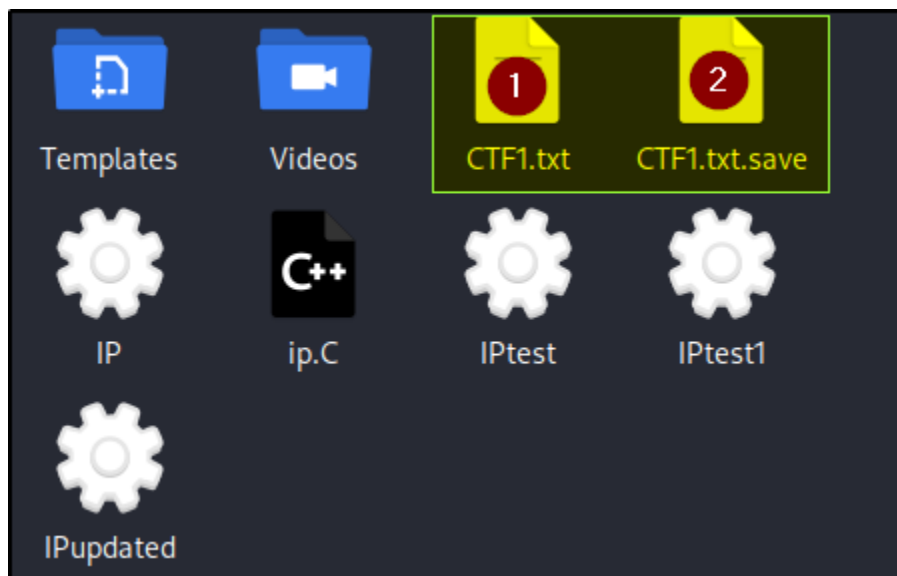 1 2
Templates Videos CTF1.txt CTF1.txt.save
C++
IP ip.C IPtest IPtest1
IPupdated